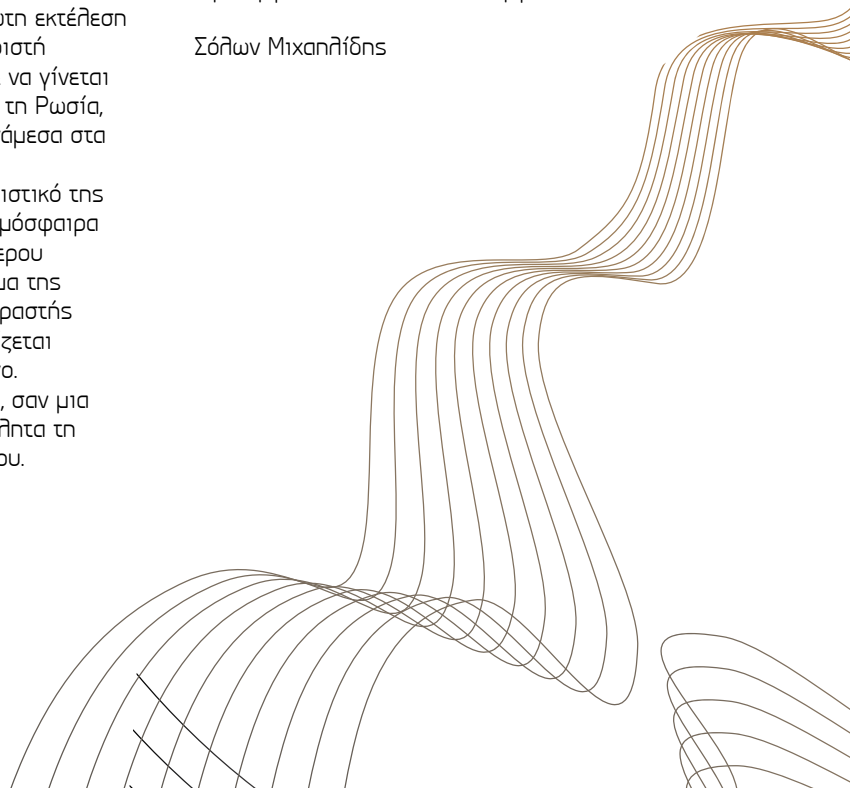 ώτη εκτέλεση
ιστή
να γίνεται
τη Ρωσία,
άμεσα στα
ιστικό της
μόσφαιρα
ερου
μα της
ραστής
ζεται
ο.
, σαν μια
λητα τη
ου.
Σόλων Μιχαηλίδης